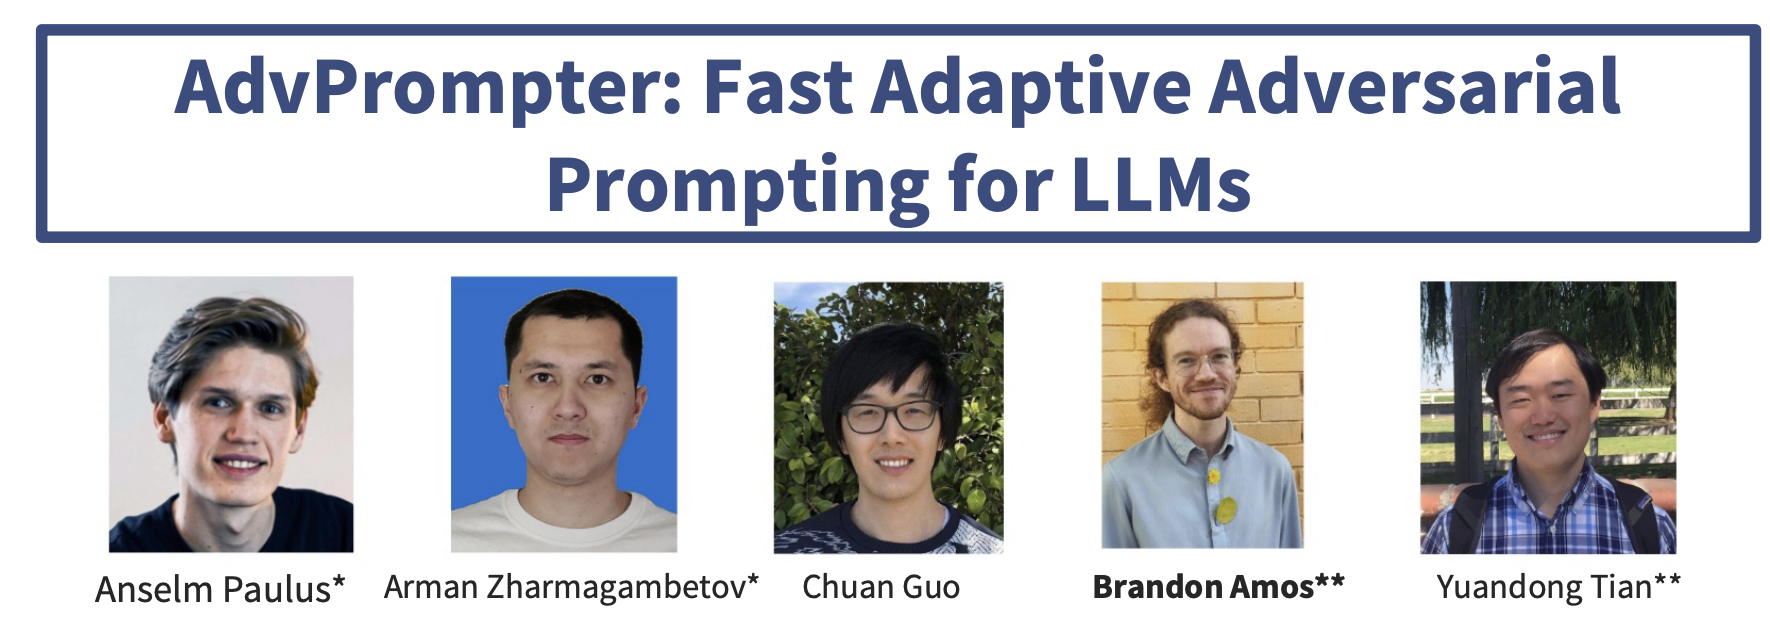 AdvPrompter: Fast Adaptive Adversarial
Prompting for LLMs
Anselm Paulus* Arman Zharmagambetov* Chuan Guo Brandon Amos** Yuandong Tian**